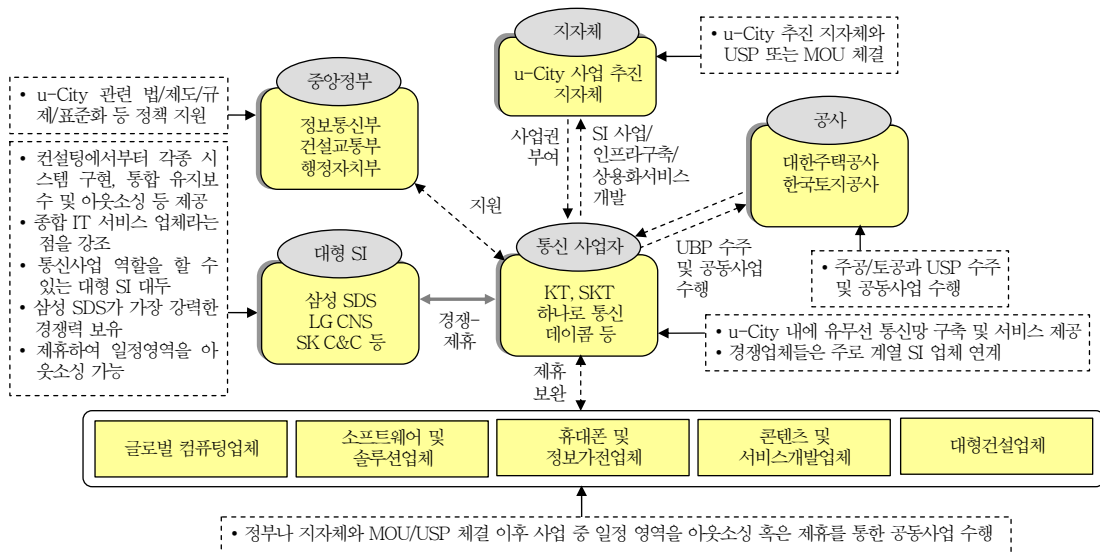 지자체
u-City 사업 추진
지자체
• u-City 추진 지자체와
USP 또는 MOU 체결
중앙정부
정보통신부
건설교통부
행정자치부
• u-City 관련 법/제도/규
제/표준화 등 정책 지원
• 컨설팅에서부터 각종 시
스템 구현, 통합 유지보
수 및 아웃소싱 등 제공
• 종합 IT 서비스 업체라는
점을 강조
• 통신사업 역할을 할 수
있는 대형 SI 대두
• 삼성 SDS가 가장 강력한
경쟁력 보유
• 제휴하여 일정영역을 아
웃소싱 가능
사업권
부여
SI 사업/
인프라구축/
상용화서비스
개발
공사
대한주택공사
한국토지공사
지원
대형 SI
삼성 SDS
LG CNS
SK C&C 등
경쟁-
제휴
통신 사업자
KT, SKT
하나로 통신
데이콤 등
UBP 수주
및 공동사업
수행
• 주공/토공과 USP 수주
및 공동사업 수행
• u-City 내에 유무선 통신망 구축 및 서비스 제공
• 경쟁업체들은 주로 계열 SI 업체 연계
제휴
보완
글로벌 컴퓨팅업체
소프트웨어 및
솔루션업체
휴대폰 및
정보가전업체
콘텐츠 및
서비스개발업체
대형건설업체
• 정부나 지자체와 MOU/USP 체결 이후 사업 중 일정 영역을 아웃소싱 혹은 제휴를 통한 공동사업 수행